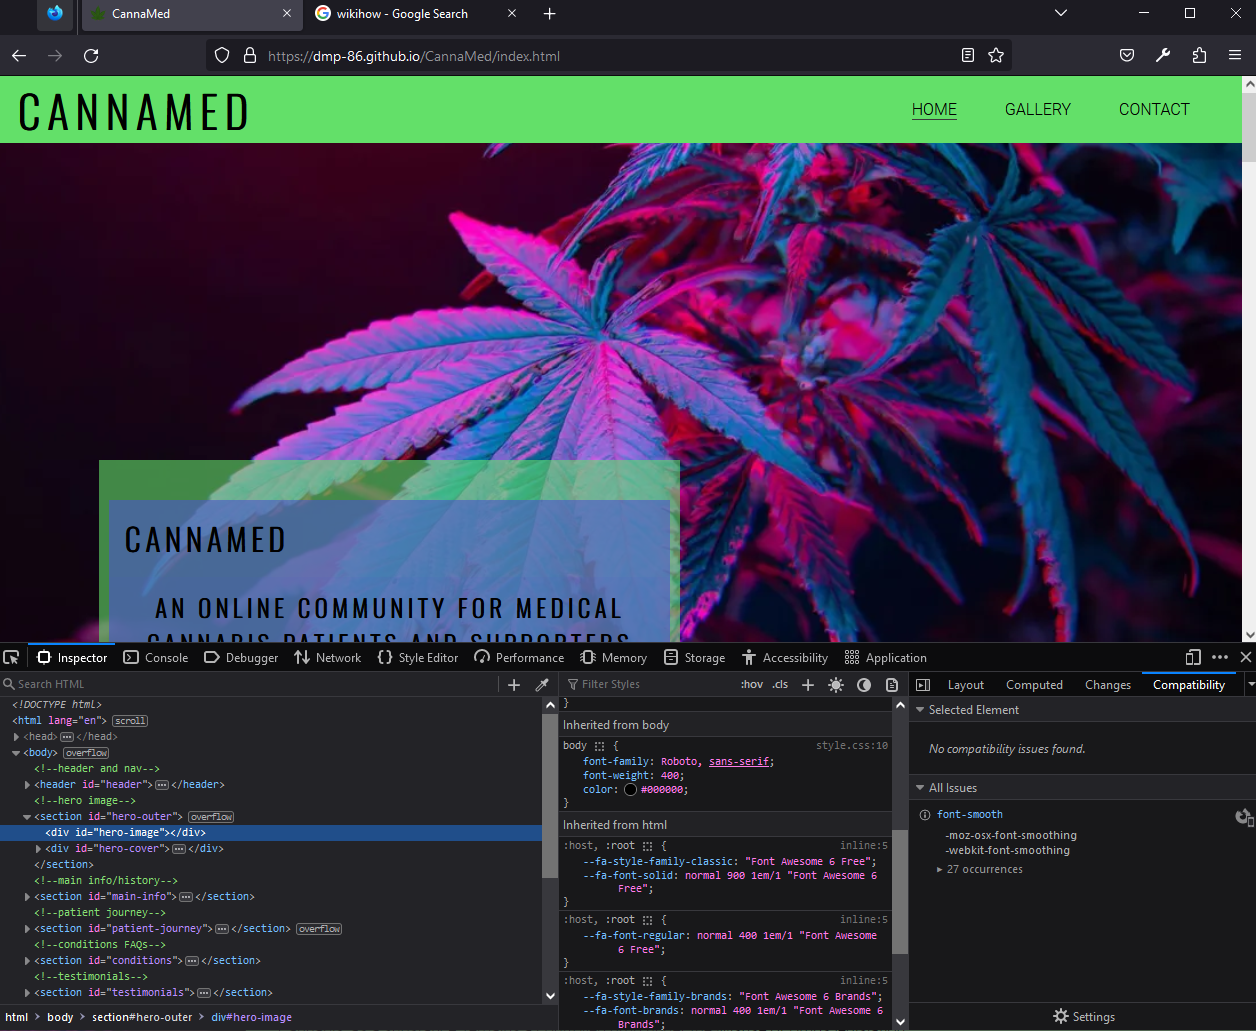 CannaMed
wikihow - Google Search
https://dmp-86.github.io/CannaMed/index.html
CANNAMED
HOME
GALLERY
CONTACT
CANNAMED
AN ONLINE COMMUNITY FOR MEDICAL
CANNABIS PATIENTS AND SUPPORTERS
Inspector
Console
Debugger
Network
Style Editor
Performance
Memory
Storage
Accessibility
Application
Search HTML
<!DOCTYPE html>
<html lang="en"> scroll
<head> </head>
<body> overflow
<!--header and nav-->
<header id="header"> </header>
<!--hero image-->
<section id="hero-outer"> overflow
<div id="hero-image"></div>
<div id="hero-cover"> </div>
</section>
<!--main info/history-->
<section id="main-info"> </section>
<!--patient journey-->
<section id="patient-journey"> </section> overflow
<!--conditions FAQs-->
<section id="conditions"> </section>
<!--testimonials-->
<section id="testimonials"> </section>
html > body > section#hero-outer > div#hero-image
Filter Styles
:hov .cls
}
Inherited from body
body { style.css:10
font-family: Roboto, sans-serif;
font-weight: 400;
color: #000000;
}
Inherited from html
:host, :root { inline:5
--fa-style-family-classic: "Font Awesome 6 Free";
--fa-font-solid: normal 900 1em/1 "Font Awesome 6
Free";
}
:host, :root { inline:5
--fa-font-regular: normal 400 1em/1 "Font Awesome
6 Free";
}
:host, :root { inline:5
--fa-style-family-brands: "Font Awesome 6 Brands";
--fa-font-brands: normal 400 1em/1 "Font Awesome 6
Brands";
Layout
Computed
Changes
Compatibility
Selected Element
No compatibility issues found.
All Issues
font-smooth
-moz-osx-font-smoothing
-webkit-font-smoothing
27 occurrences
Settings